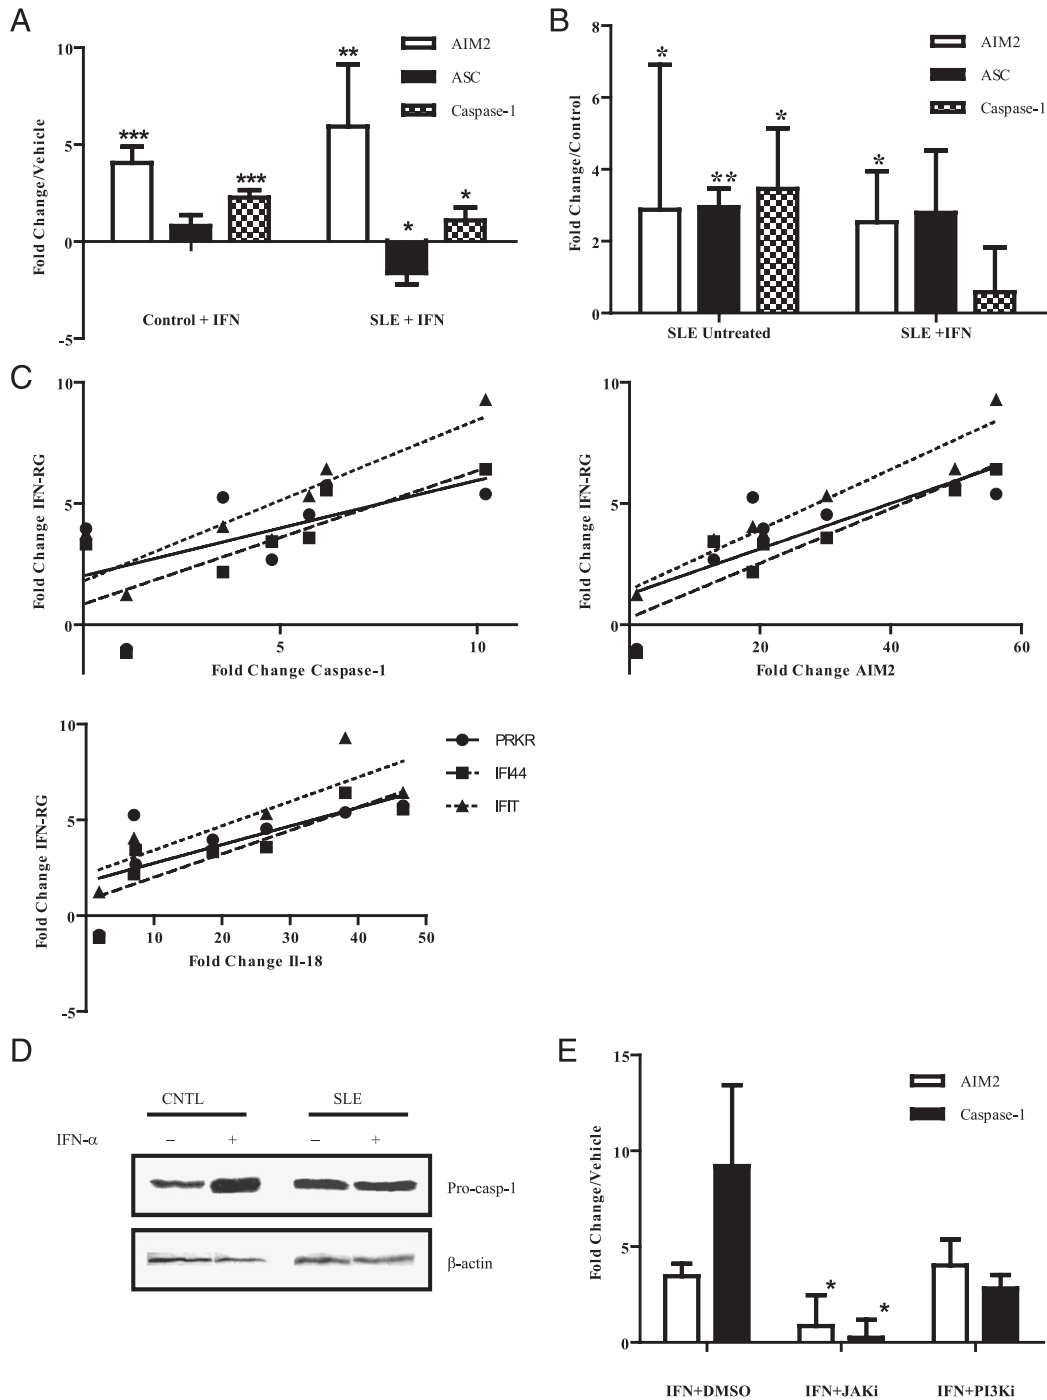 A
Fold Change/Vehicle
10
5
0
-5
***
***
**
*
*
AIM2
ASC
Caspase-1
Control + IFN
SLE + IFN
B
Fold Change/Control
8
6
4
2
0
*
**
*
*
AIM2
ASC
Caspase-1
SLE Untreated
SLE +IFN
C
Fold Change IFN-RG
10
5
0
5
10
Fold Change Caspase-1
Fold Change IFN-RG
10
5
0
20
40
60
Fold Change AIM2
Fold Change IFN-RG
10
5
0
-5
10
20
30
40
50
Fold Change Il-18
PRKR
IFI44
IFIT
D
CNTL
SLE
IFN-α
– + – +
Pro-casp-1
β-actin
E
Fold Change/Vehicle
15
10
5
0
*
*
AIM2
Caspase-1
IFN+DMSO
IFN+JAKi
IFN+PI3Ki